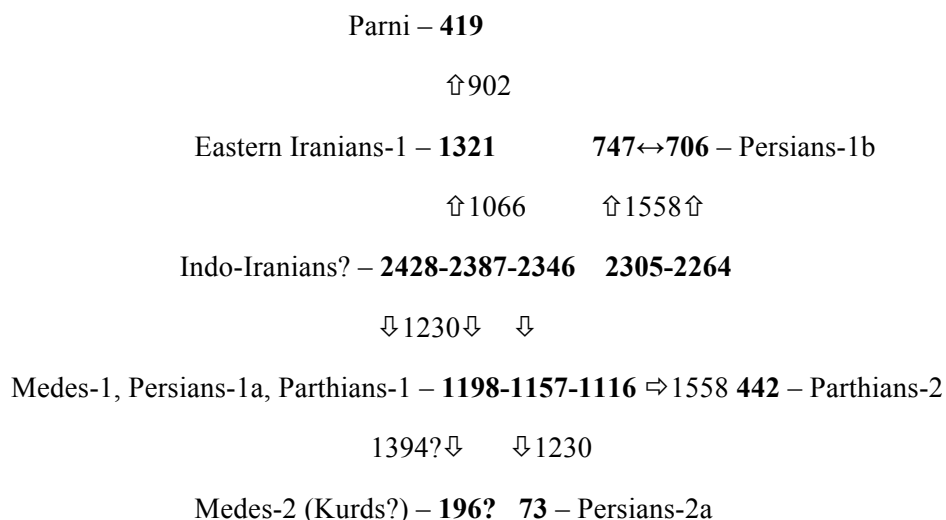 Parni – 419
⇧902
Eastern Iranians-1 – 1321 747↔706 – Persians-1b
⇧1066 ⇧1558⇧
Indo-Iranians? – 2428-2387-2346 2305-2264
⇩1230⇩ ⇩
Medes-1, Persians-1a, Parthians-1 – 1198-1157-1116 ⇨1558 442 – Parthians-2
1394?⇩ ⇩1230
Medes-2 (Kurds?) – 196? 73 – Persians-2a